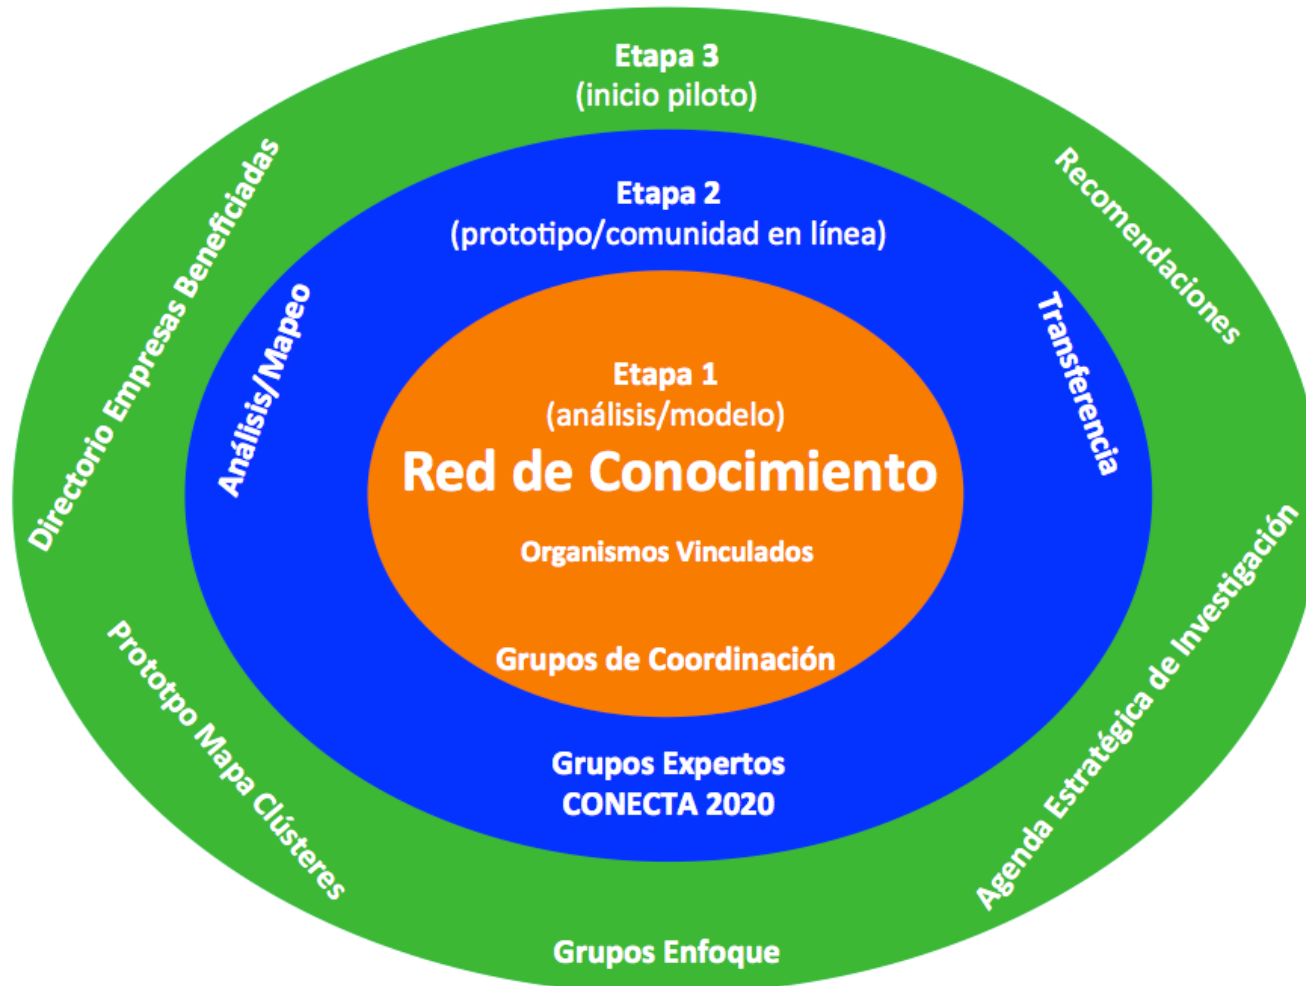 Etapa 3
(inicio piloto)
Directorio Empresas Beneficiadas
Recomendaciones
Etapa 2
(prototipo/comunidad en línea)
Análisis/Mapeo
Transferencia
Etapa 1
(análisis/modelo)
Red de Conocimiento
Organismos Vinculados
Grupos de Coordinación
Grupos Expertos
CONECTA 2020
Prototpo Mapa Clústeres
Agenda Estratégica de Investigación
Grupos Enfoque